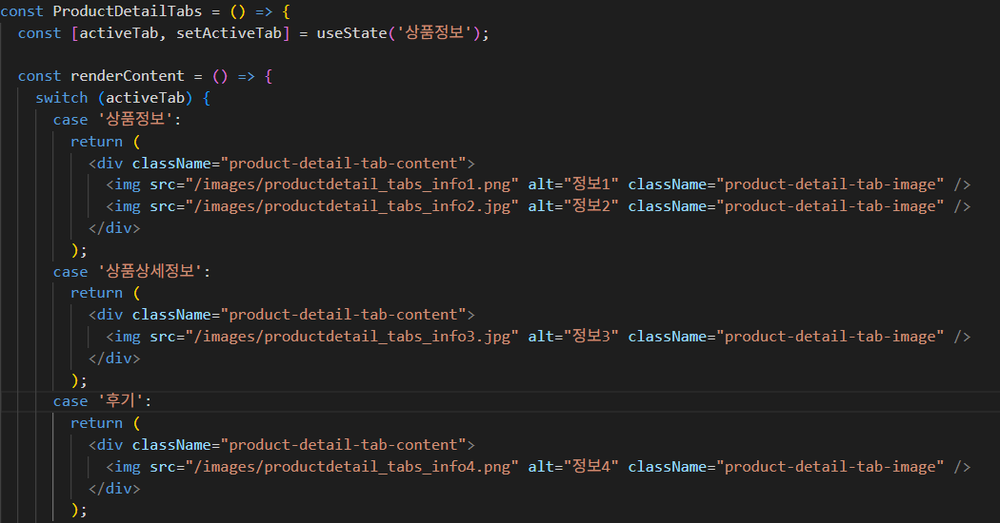 const ProductDetailTabs = () => {
const [activeTab, setActiveTab] = useState('상품정보');
const renderContent = () => {
switch (activeTab) {
case '상품정보':
return (
<div className="product-detail-tab-content">
<img src="/images/productdetail_tabs_info1.png" alt="정보1" className="product-detail-tab-image" />
<img src="/images/productdetail_tabs_info2.jpg" alt="정보2" className="product-detail-tab-image" />
</div>
);
case '상품상세정보':
return (
<div className="product-detail-tab-content">
<img src="/images/productdetail_tabs_info3.jpg" alt="정보3" className="product-detail-tab-image" />
</div>
);
case '후기':
return (
<div className="product-detail-tab-content">
<img src="/images/productdetail_tabs_info4.png" alt="정보4" className="product-detail-tab-image" />
</div>
);